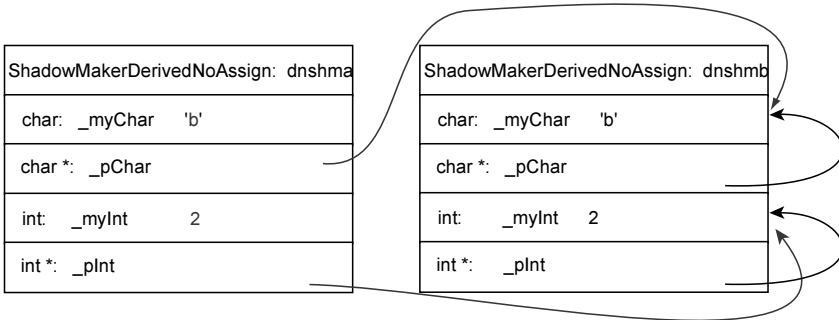 ShadowMakerDerivedNoAssign: dnshma
char: _myChar 'b'
char *: _pChar
int: _myInt 2
int *: _pInt
ShadowMakerDerivedNoAssign: dnshmb
char: _myChar 'b'
char *: _pChar
int: _myInt 2
int *: _pInt